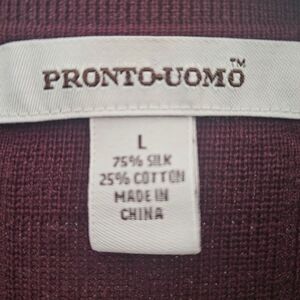 PRONTO-UOMO™
L
75% SILK
25% COTTON
MADE IN
CHINA